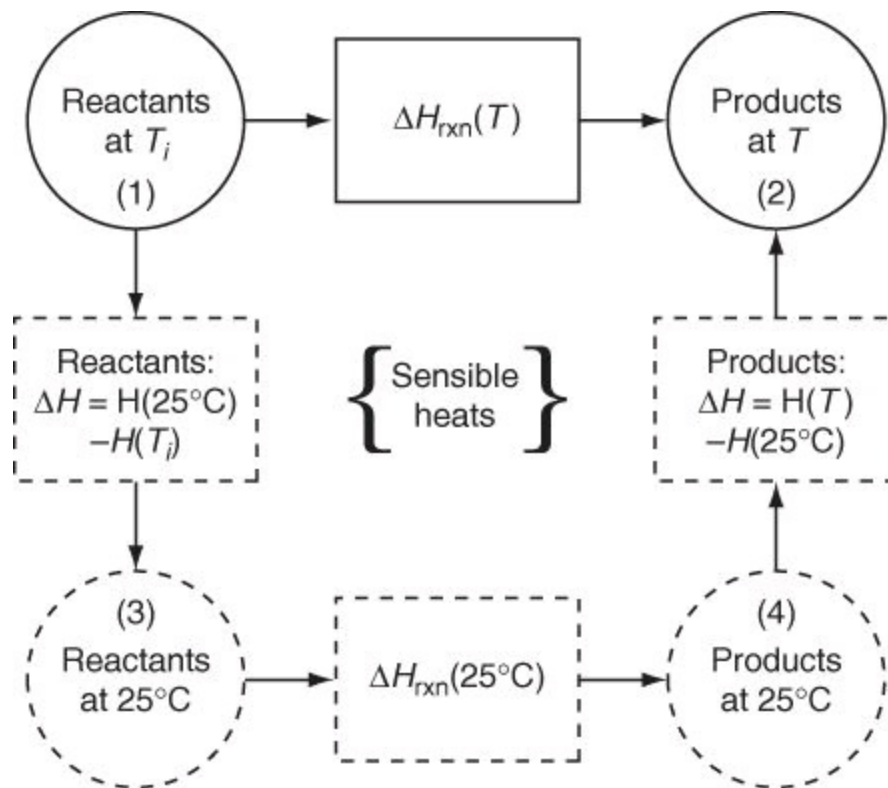 Reactants
at Tᵢ
(1)
ΔHrxn(T)
Products
at T
(2)
Reactants:
ΔH = H(25°C)
–H(Tᵢ)
{ Sensible
heats }
Products:
ΔH = H(T)
–H(25°C)
(3)
Reactants
at 25°C
ΔHrxn(25°C)
(4)
Products
at 25°C